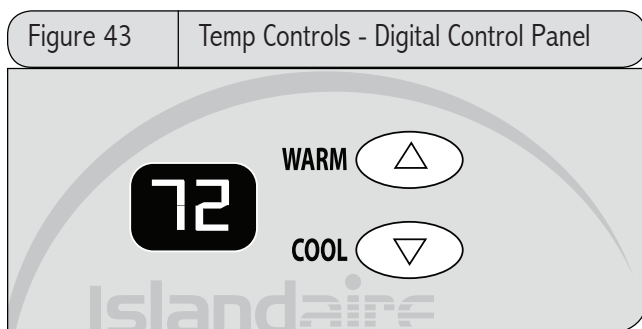 Figure 43
Temp Controls - Digital Control Panel
WARM
72
COOL
Islandaire